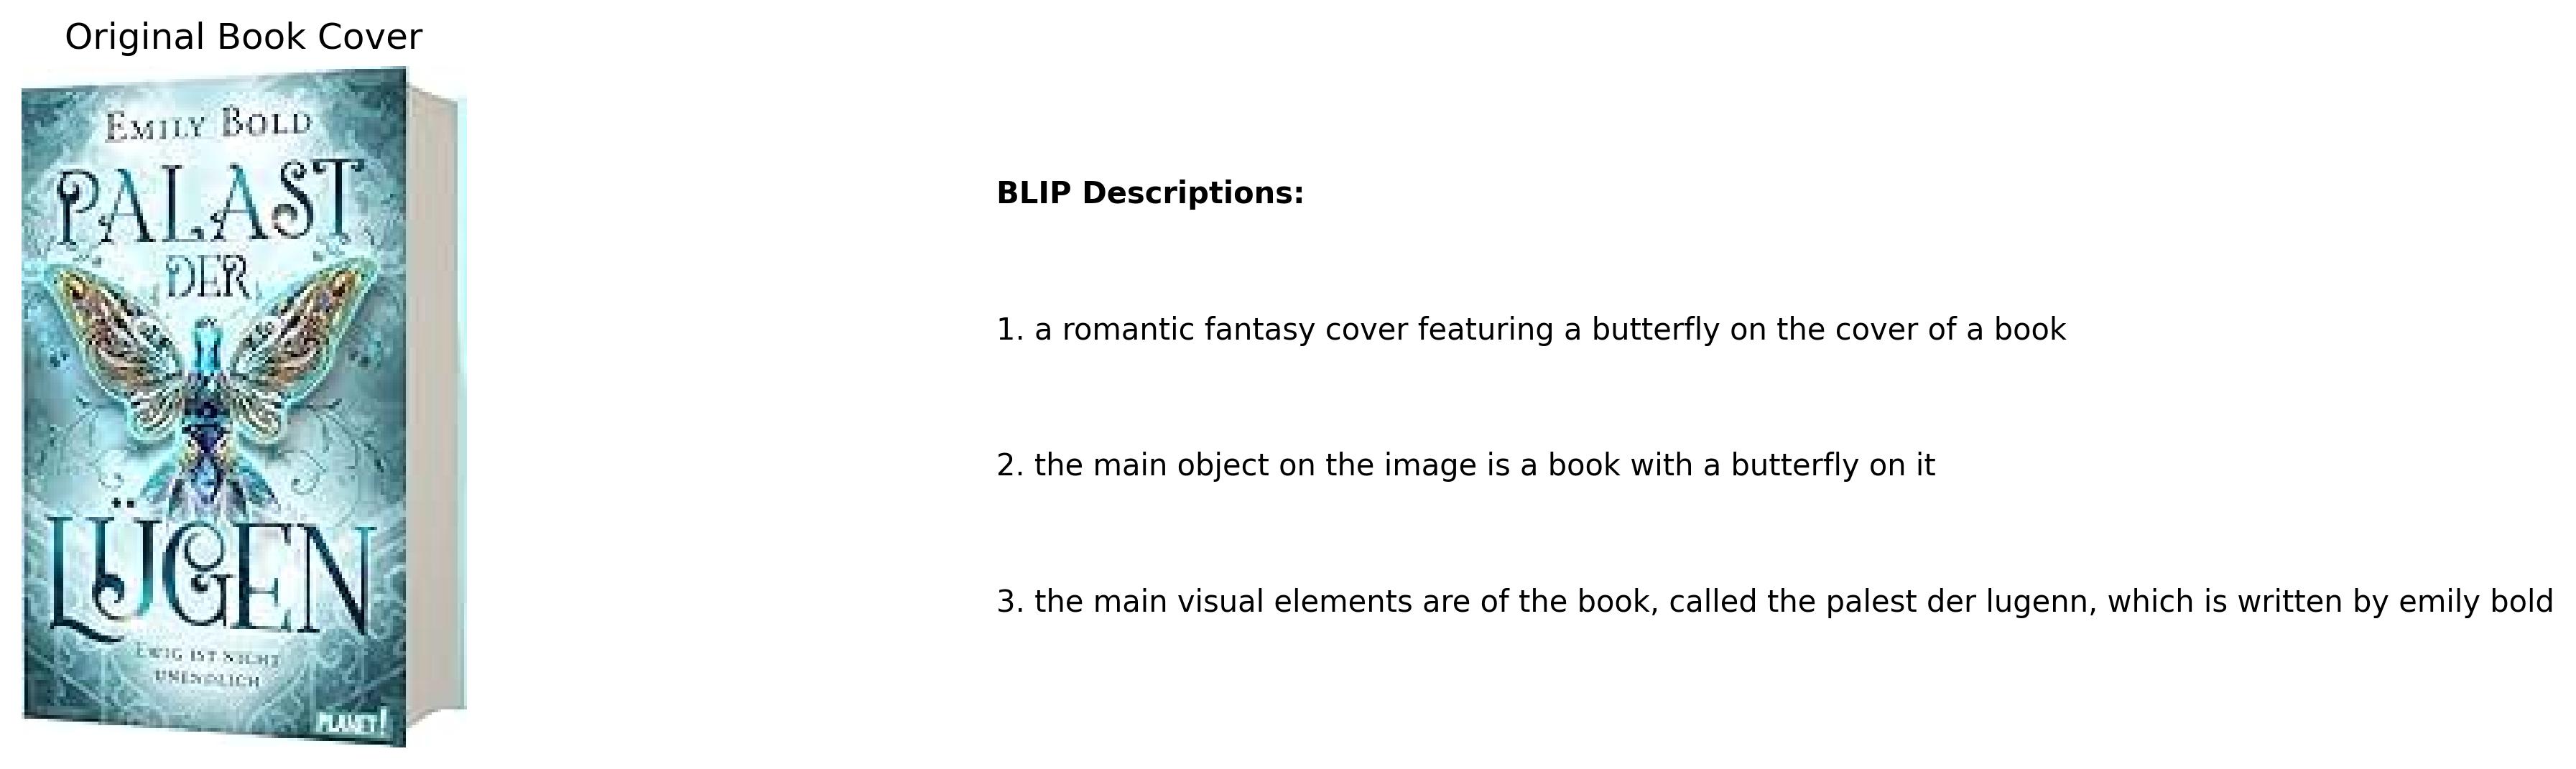 Original Book Cover
EMILY BOLD
PALAST
DER
LÜGEN
EWIG IST NICHT
UNENDLICH
PLANET!
BLIP Descriptions:
1. a romantic fantasy cover featuring a butterfly on the cover of a book
2. the main object on the image is a book with a butterfly on it
3. the main visual elements are of the book, called the palest der lugenn, which is written by emily bold